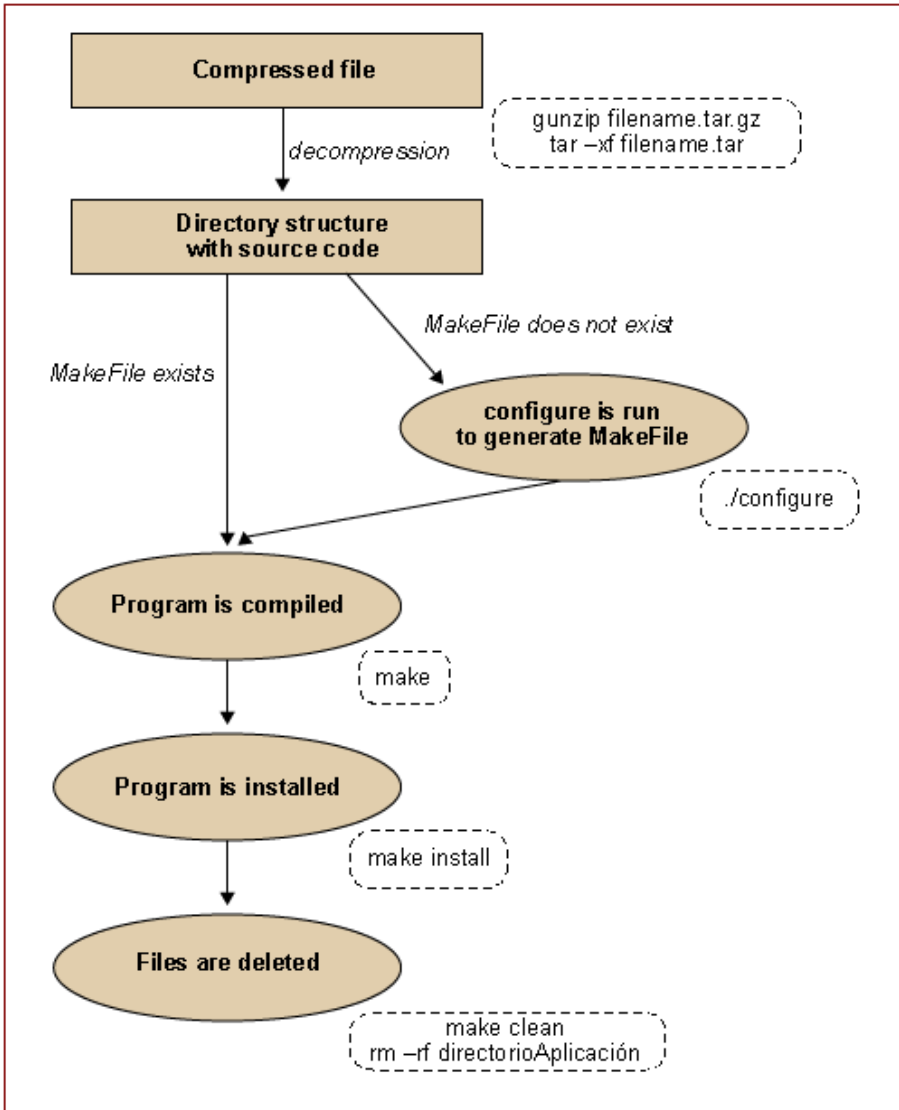 Compressed file
gunzip filename.tar.gz
tar –xf filename.tar
decompression
Directory structure
with source code
MakeFile does not exist
MakeFile exists
configure is run
to generate MakeFile
./configure
Program is compiled
make
Program is installed
make install
Files are deleted
make clean
rm –rf directorioAplicación